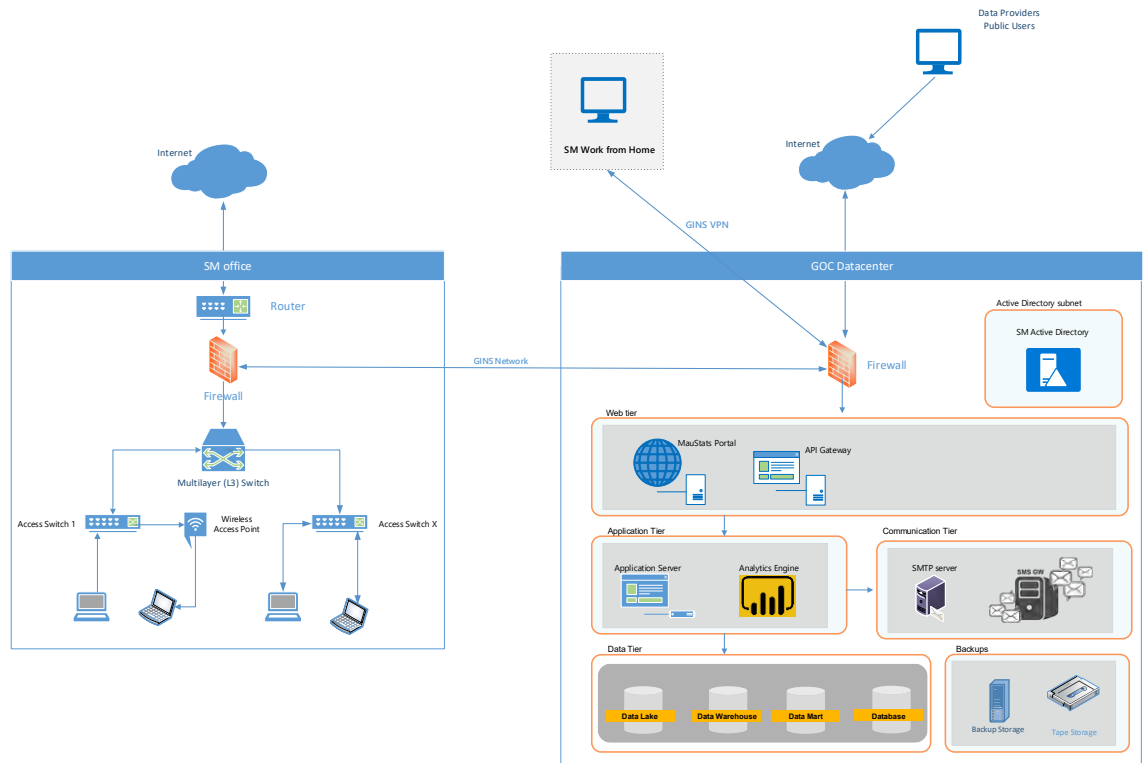 Data Providers
Public Users
SM Work from Home
Internet
Internet
GINS VPN
SM office
GOC Datacenter
Router
Active Directory subnet
SM Active Directory
GINS Network
Firewall
Firewall
Web tier
MauStats Portal
API Gateway
Multilayer (L3) Switch
Access Switch 1
Wireless
Access Point
Access Switch X
Application Tier
Communication Tier
Application Server
Analytics Engine
SMTP server
SMS GW
Data Tier
Backups
Data Lake
Data Warehouse
Data Mart
Database
Backup Storage
Tape Storage